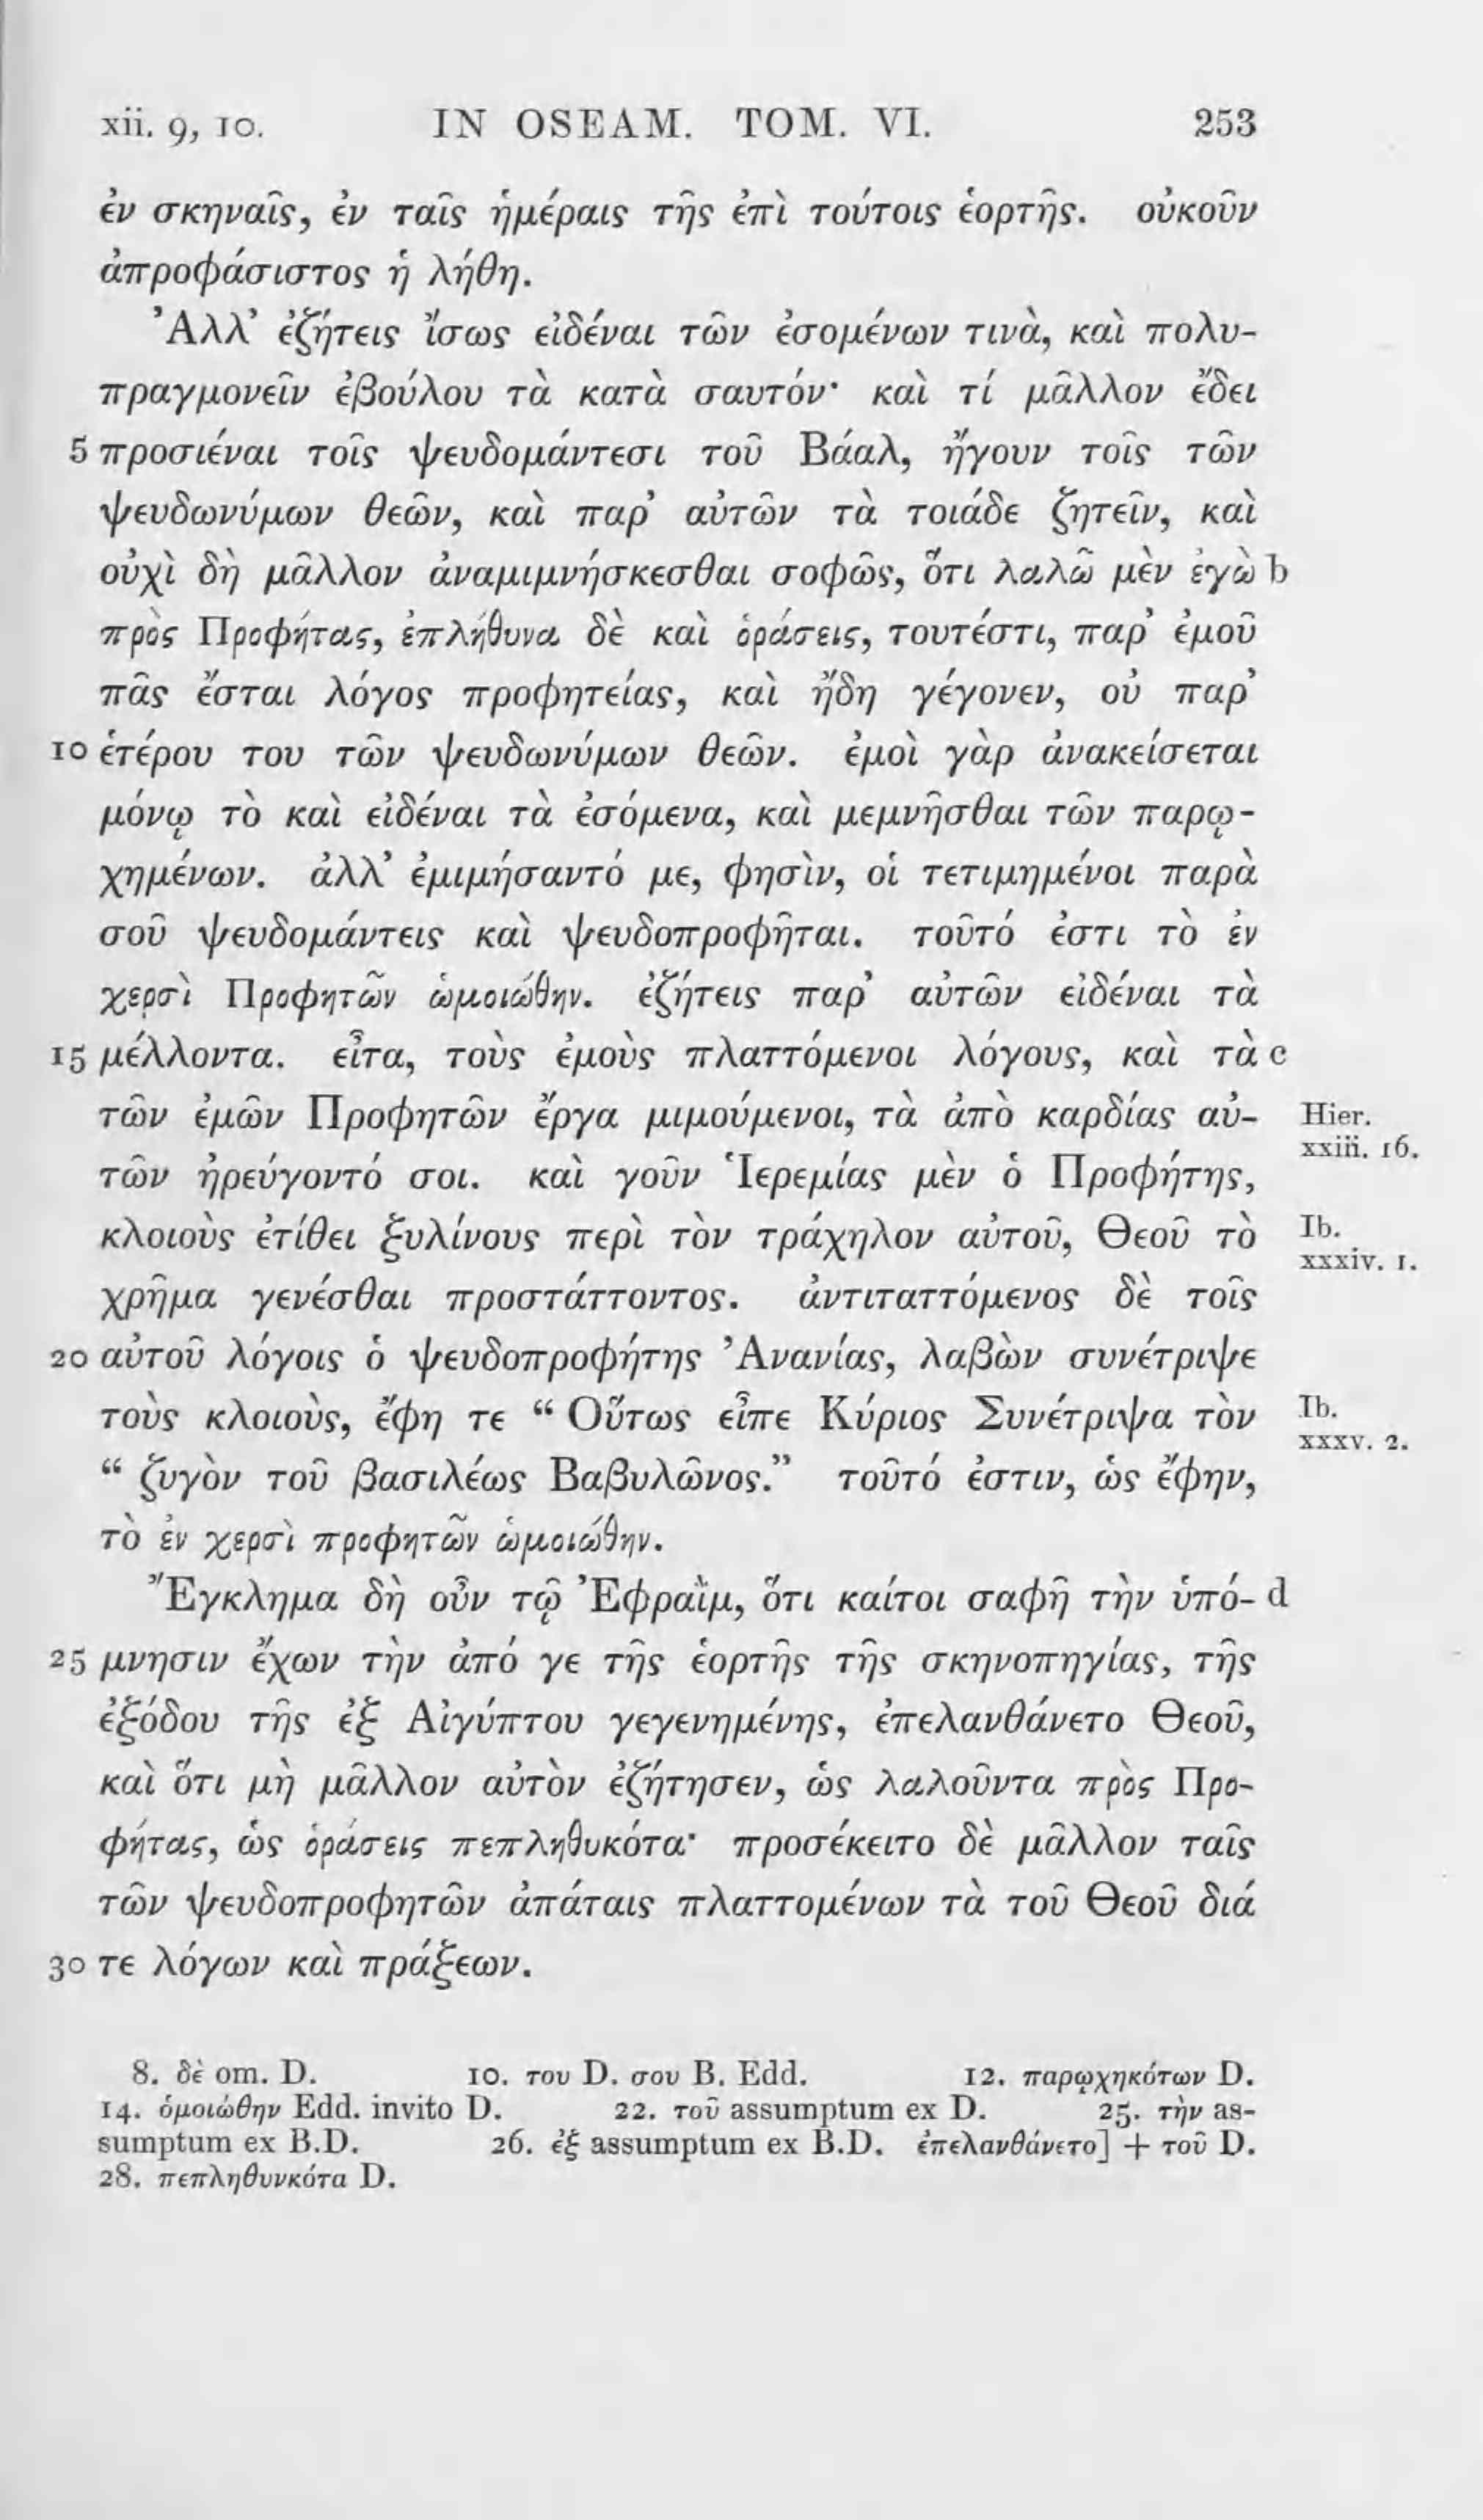 xii. 9, 10. IN OSEAM. TOM. VI. 253
ἐν σκηναῖς, ἐν ταῖς ἡμέραις τῆς ἐπὶ τούτοις ἑορτῆς. οὐκοῦν
ἀπροφάσιστος ἡ λήθη.
Ἀλλ’ ἐζήτεις ἴσως εἰδέναι τῶν ἐσομένων τινὰ, καὶ πολυ-
πραγμονεῖν ἐβούλου τὰ κατὰ σαυτόν· καὶ τί μᾶλλον ἔδει
5 προσιέναι τοῖς ψευδομάντεσι τοῦ Βάαλ, ἤγουν τοῖς τῶν
ψευδωνύμων θεῶν, καὶ παρ’ αὐτῶν τὰ τοιάδε ζητεῖν, καὶ
οὐχὶ δὴ μᾶλλον ἀναμιμνήσκεσθαι σοφῶς, ὅτι λαλῶ μὲν ἐγὼ b
πρὸς Προφήτας, ἐπλήθυνα δὲ καὶ ὁράσεις, τουτέστι, παρ’ ἐμοῦ
πᾶς ἔσται λόγος προφητείας, καὶ ἤδη γέγονεν, οὐ παρ’
10 ἑτέρου του τῶν ψευδωνύμων θεῶν. ἐμοὶ γὰρ ἀνακείσεται
μόνῳ τὸ καὶ εἰδέναι τὰ ἐσόμενα, καὶ μεμνῆσθαι τῶν παρῳ-
χημένων. ἀλλ’ ἐμιμήσαντό με, φησὶν, οἱ τετιμημένοι παρὰ
σοῦ ψευδομάντεις καὶ ψευδοπροφῆται. τοῦτό ἐστι τὸ ἐν
χερσὶ Προφητῶν ὡμοιώθην. ἐζήτεις παρ’ αὐτῶν εἰδέναι τὰ
15 μέλλοντα. εἶτα, τοὺς ἐμοὺς πλαττόμενοι λόγους, καὶ τὰ c
τῶν ἐμῶν Προφητῶν ἔργα μιμούμενοι, τὰ ἀπὸ καρδίας αὐ- Hier.
xxiii. 16.
τῶν ἠρεύγοντό σοι. καὶ γοῦν Ἱερεμίας μὲν ὁ Προφήτης,
κλοιοὺς ἐτίθει ξυλίνους περὶ τὸν τράχηλον αὐτοῦ, Θεοῦ τὸ Ib.
xxxiv. 1.
χρῆμα γενέσθαι προστάττοντος. ἀντιταττόμενος δὲ τοῖς
20 αὐτοῦ λόγοις ὁ ψευδοπροφήτης Ἀνανίας, λαβὼν συνέτριψε
τοὺς κλοιοὺς, ἔφη τε “ Οὕτως εἶπε Κύριος Συνέτριψα τὸν Ib.
xxxv. 2.
“ ζυγὸν τοῦ βασιλέως Βαβυλῶνος.” τοῦτό ἐστιν, ὡς ἔφην,
τὸ ἐν χερσὶ προφητῶν ὡμοιώθην.
Ἔγκλημα δὴ οὖν τῷ Ἐφραῒμ, ὅτι καίτοι σαφῆ τὴν ὑπό- d
25 μνησιν ἔχων τὴν ἀπό γε τῆς ἑορτῆς τῆς σκηνοπηγίας, τῆς
ἐξόδου τῆς ἐξ Αἰγύπτου γεγενημένης, ἐπελανθάνετο Θεοῦ,
καὶ ὅτι μὴ μᾶλλον αὐτὸν ἐζήτησεν, ὡς λαλοῦντα πρὸς Προ-
φήτας, ὡς ὁράσεις πεπληθυκότα· προσέκειτο δὲ μᾶλλον ταῖς
τῶν ψευδοπροφητῶν ἀπάταις πλαττομένων τὰ τοῦ Θεοῦ διά
30 τε λόγων καὶ πράξεων.
8. δὲ om. D. 10. του D. σου B. Edd. 12. παρῳχηκότων D.
14. ὁμοιώθην Edd. invito D. 22. τοῦ assumptum ex D. 25. τὴν as-
sumptum ex B.D. 26. ἐξ assumptum ex B.D. ἐπελανθάνετο] + τοῦ D.
28. πεπληθυνκότα D.